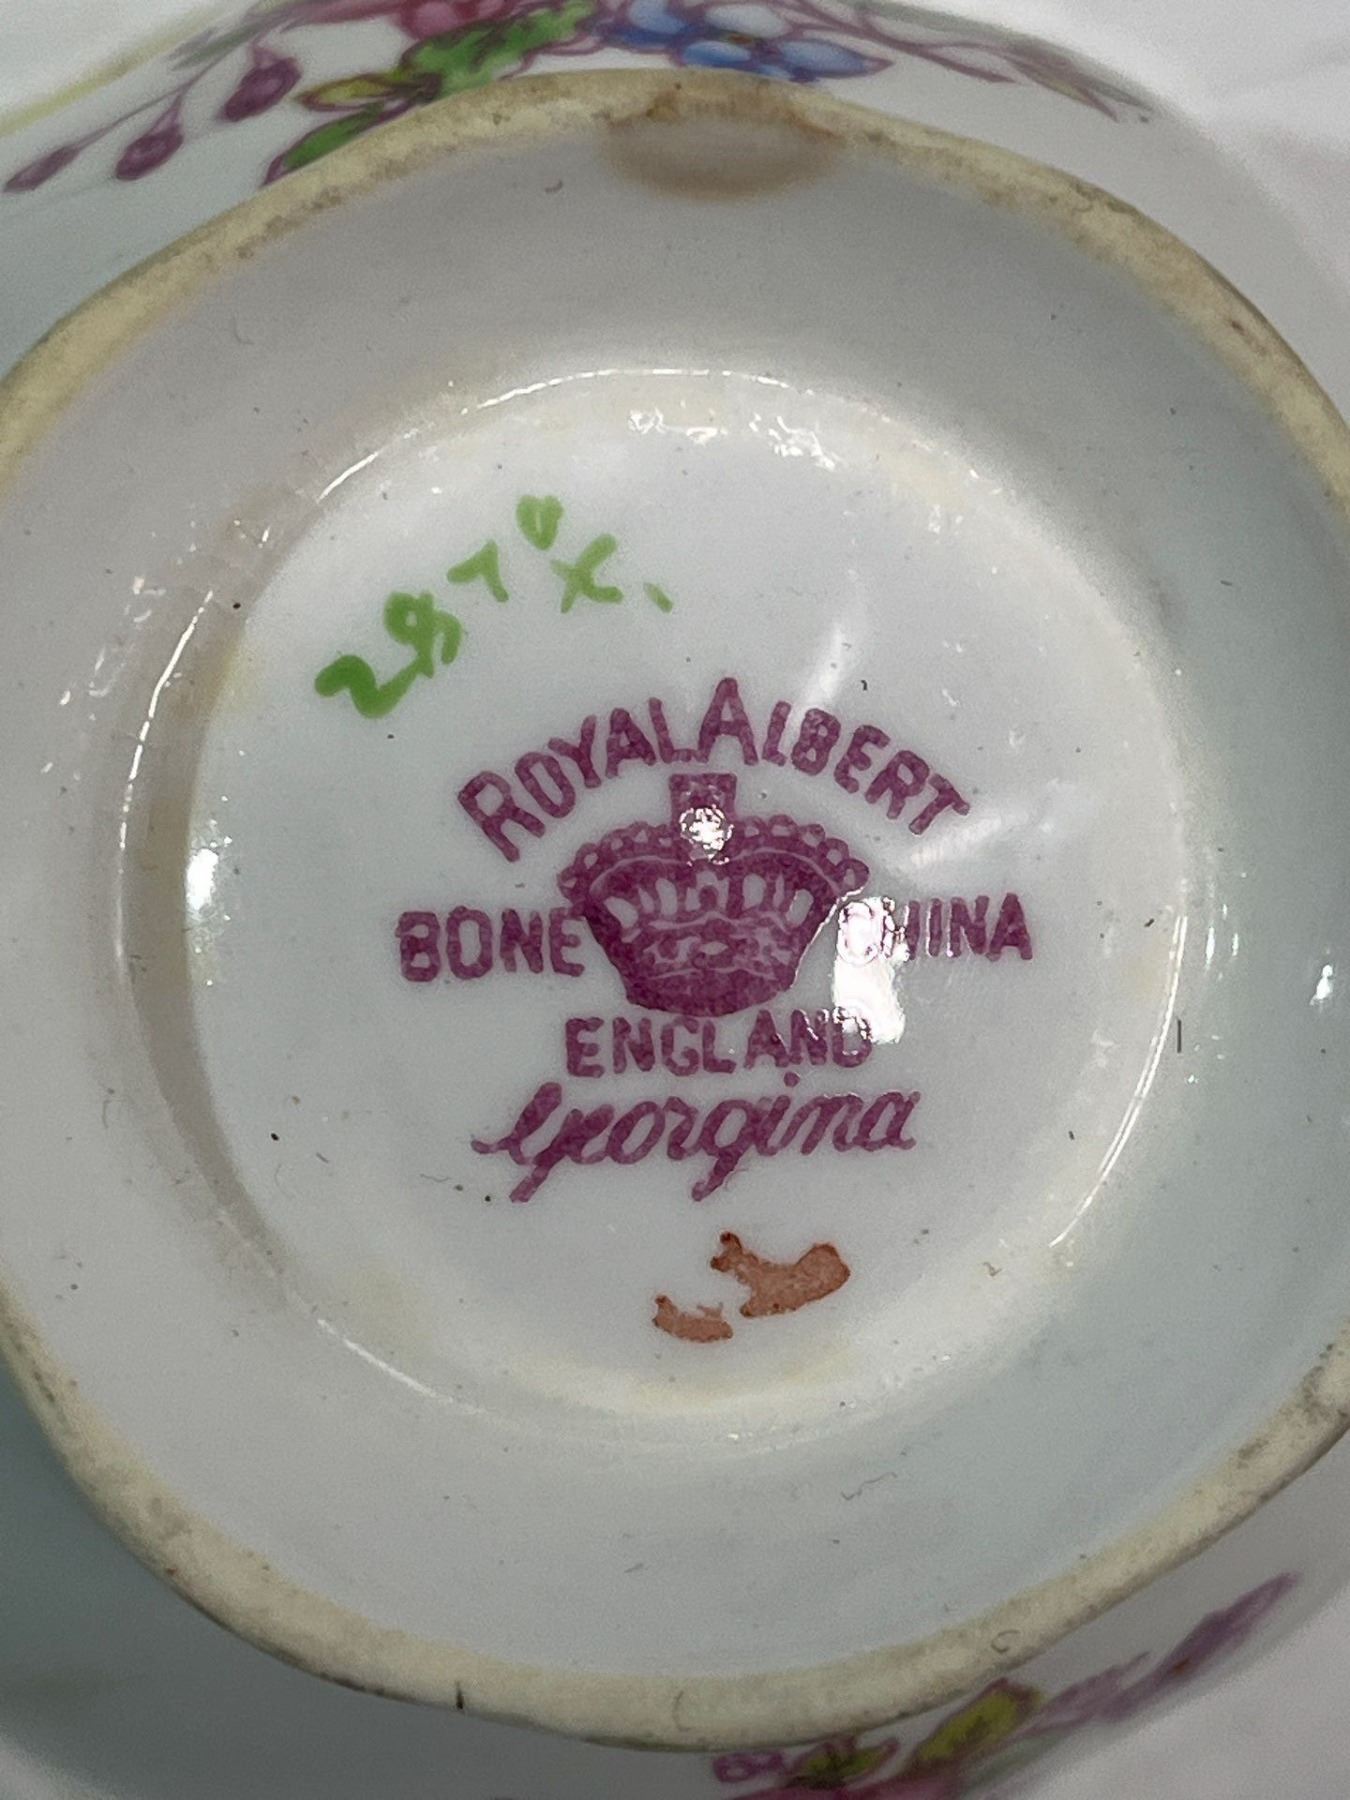 ROYAL ALBERT
BONE CHINA
ENGLAND
Georgina